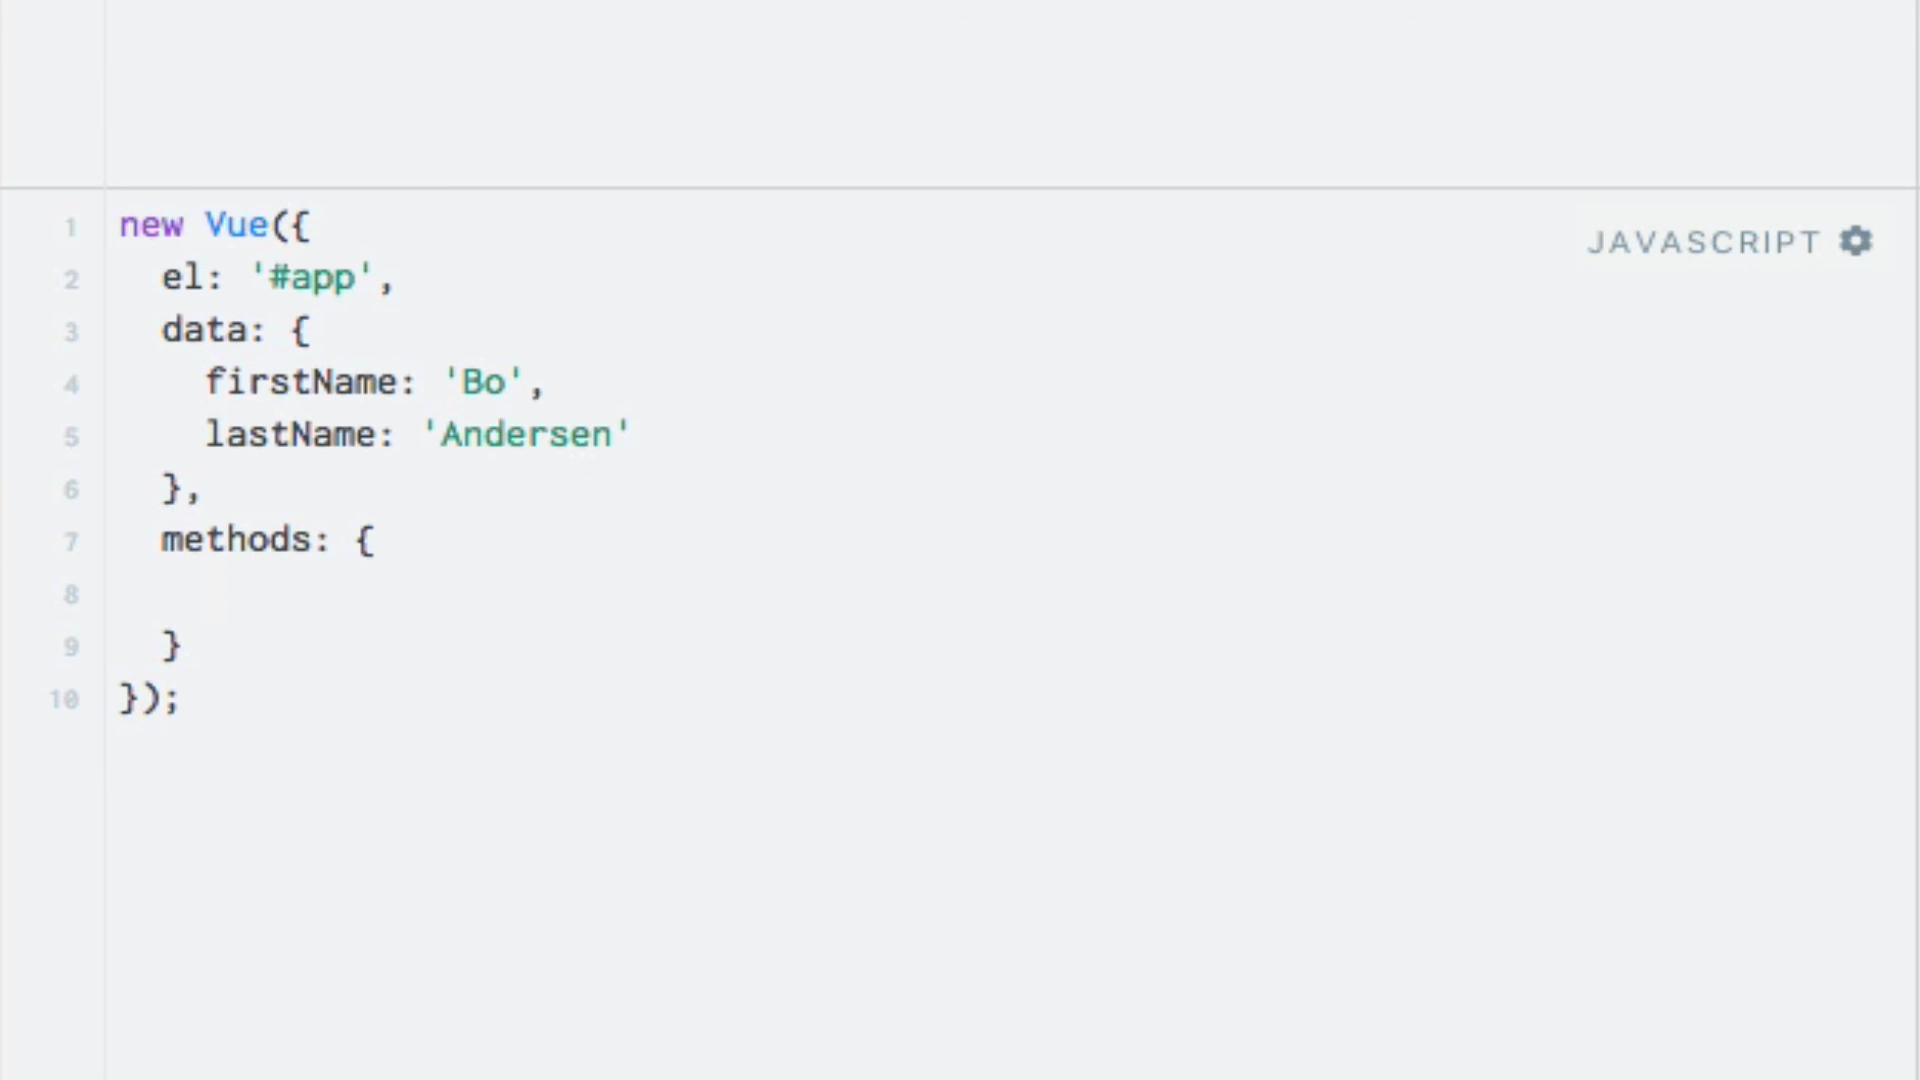 1 new Vue({
JAVASCRIPT
2   el: '#app',
3   data: {
4     firstName: 'Bo',
5     lastName: 'Andersen'
6   },
7   methods: {
8
9   }
10 });